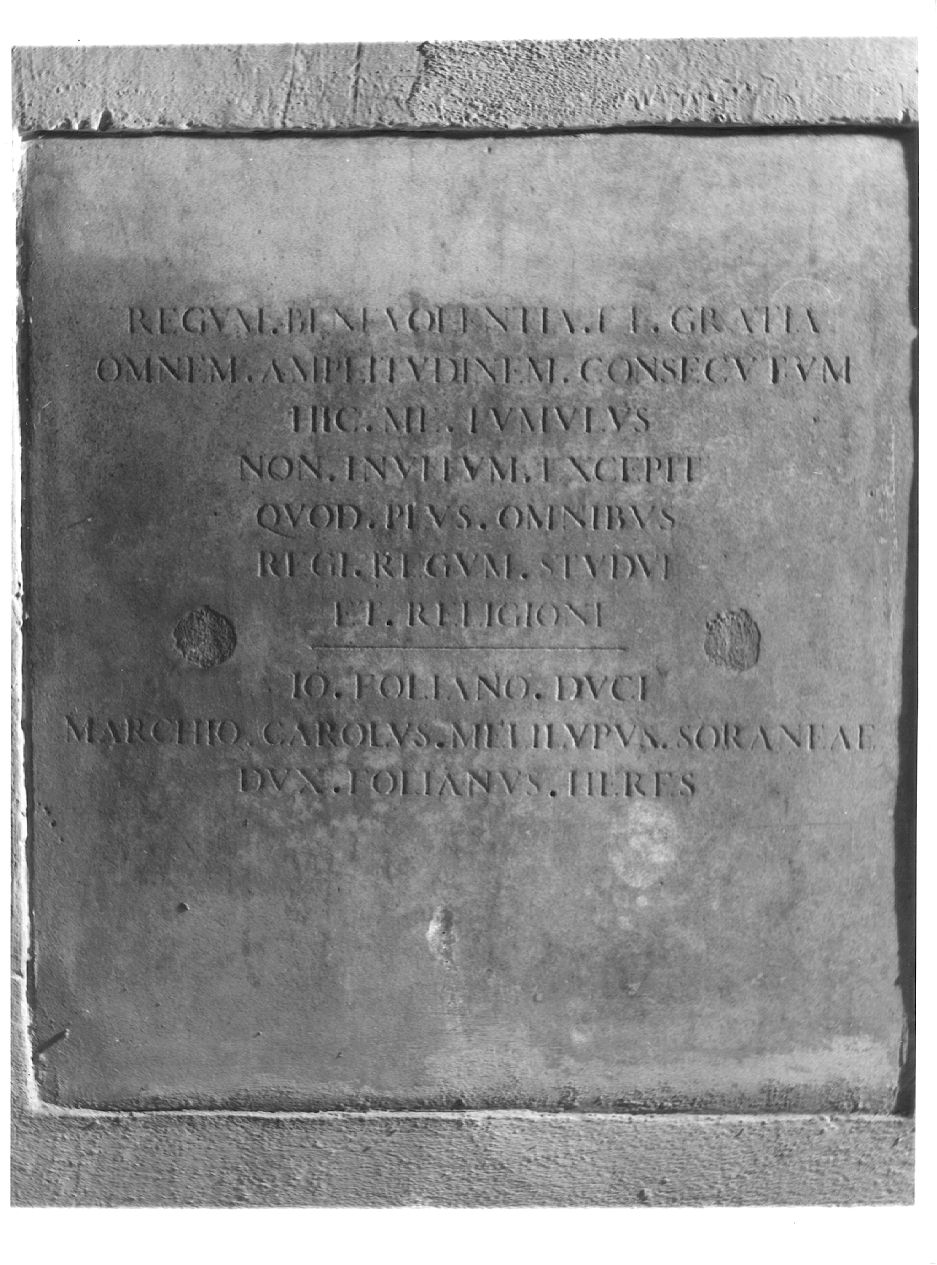 REGVM.BENEVOLENTIA.ET.GRATIA
OMNEM.AMPLITVDINEM.CONSECVTVM
HIC.ME.TVMVLVS
NON.INVITVM.EXCEPIT
QVOD.PLVS.OMNIBVS
REGI.REGVM.STVDVI
ET.RELIGIONI
IO.FOLIANO.DVCI
MARCHIO.CAROLVS.MELILVPVS.SORANEAE
DVX.FOLIANVS.HERES